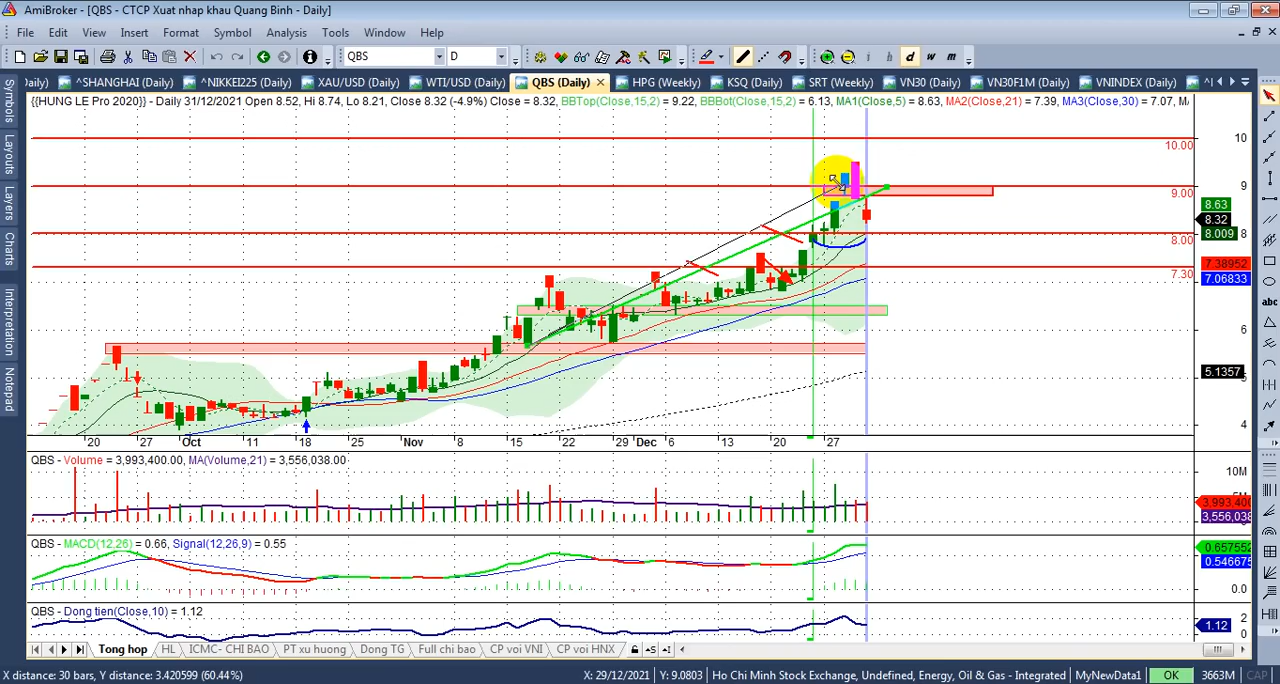 AmiBroker - [QBS - CTCP Xuat nhap khau Quang Binh - Daily]
File Edit View Insert Format Symbol Analysis Tools Window Help
QBS D i h d w m
Daily) ^SHANGHAI (Daily) ^NIKKEI225 (Daily) XAU/USD (Daily) WTI/USD (Daily) QBS (Daily) HPG (Weekly) KSQ (Daily) SRT (Weekly) VN30 (Daily) VN30F1M (Daily) VNINDEX (Daily)
{{HUNG LE Pro 2020}} - Daily 31/12/2021 Open 8.52, Hi 8.74, Lo 8.21, Close 8.32 (-4.9%) Close = 8.32, BBTop(Close,15,2) = 9.22, BBBot(Close,15,2) = 6.13, MA1(Close,5) = 8.63, MA2(Close,21) = 7.39, MA3(Close,30) = 7.07,
Symbols
Layouts
Layers
Charts
Interpretation
Notepad
10
10.00
9
9.00
8.63
8.32
8.009 8
8.00
7.38952
7.30
7.06833
6
5.1357
4
20 27 Oct 11 18 25 Nov 8 15 22 29 Dec 6 13 20 27
abc
QBS - Volume = 3,993,400.00, MA(Volume,21) = 3,556,038.00
10M
3,993,400
3,556,038
QBS - MACD(12,26) = 0.66, Signal(12,26,9) = 0.55
0.657552
0.546675
0.0
QBS - Dong tien(Close,10) = 1.12
2
1.12
0
Tong hop HL ICMC- CHI BAO PT xu huong Dong TG Full chi bao CP voi VNI CP voi HNX
X distance: 30 bars, Y distance: 3.420599 (60.44%) X: 29/12/2021 Y: 9.0803 Ho Chi Minh Stock Exchange, Undefined, Energy, Oil & Gas - Integrated MyNewData1 OK 3663M CAP